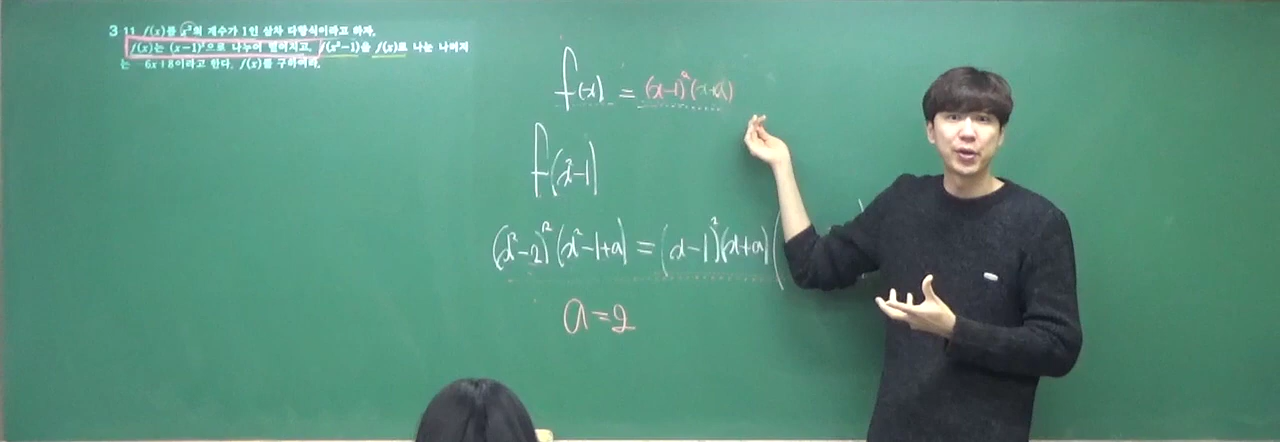 3 11 f(x)를 x³의 계수가 1인 삼차 다항식이라고 하자.
f(x)는 (x-1)²으로 나누어 떨어지고, f(x²-1)을 f(x)로 나눈 나머지
는 -6x+8이라고 한다. f(x)를 구하여라.
f(x) = (x-1)²(x+a)
f(x²-1)
(x²-2)²(x²-1+a) = (x-1)²(x+a)(
a=2